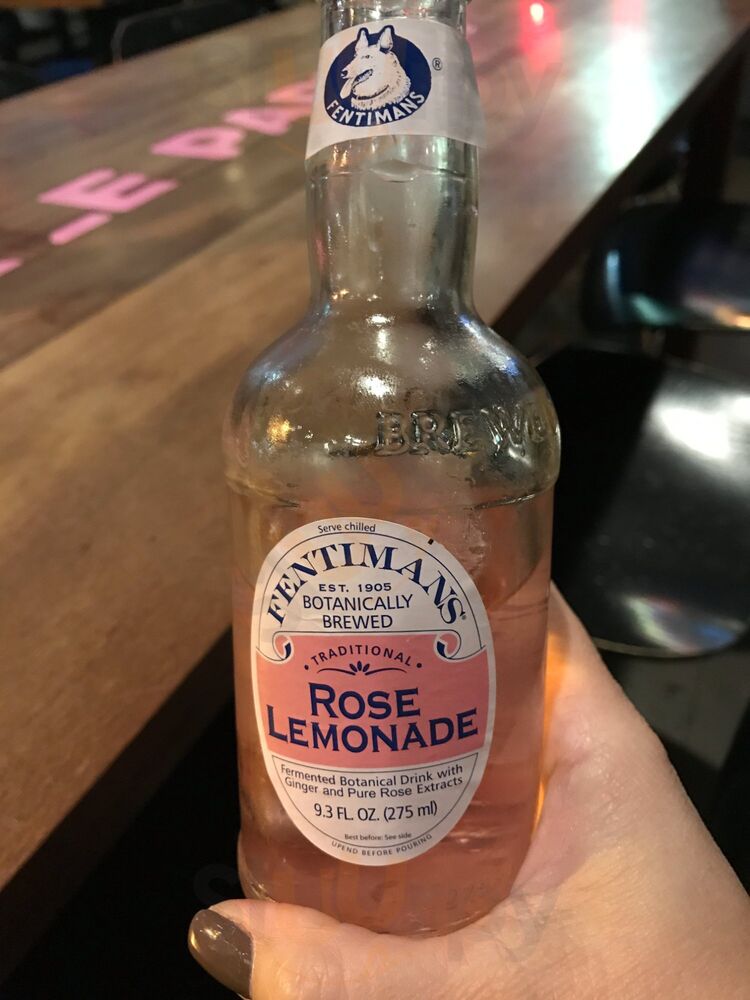 FENTIMANS®
BREW
Serve chilled
FENTIMANS®
EST. 1905
BOTANICALLY
BREWED
• TRADITIONAL •
ROSE
LEMONADE
Fermented Botanical Drink with
Ginger and Pure Rose Extracts
9.3 FL. OZ. (275 ml)
Best before: See side
UPEND BEFORE POURING